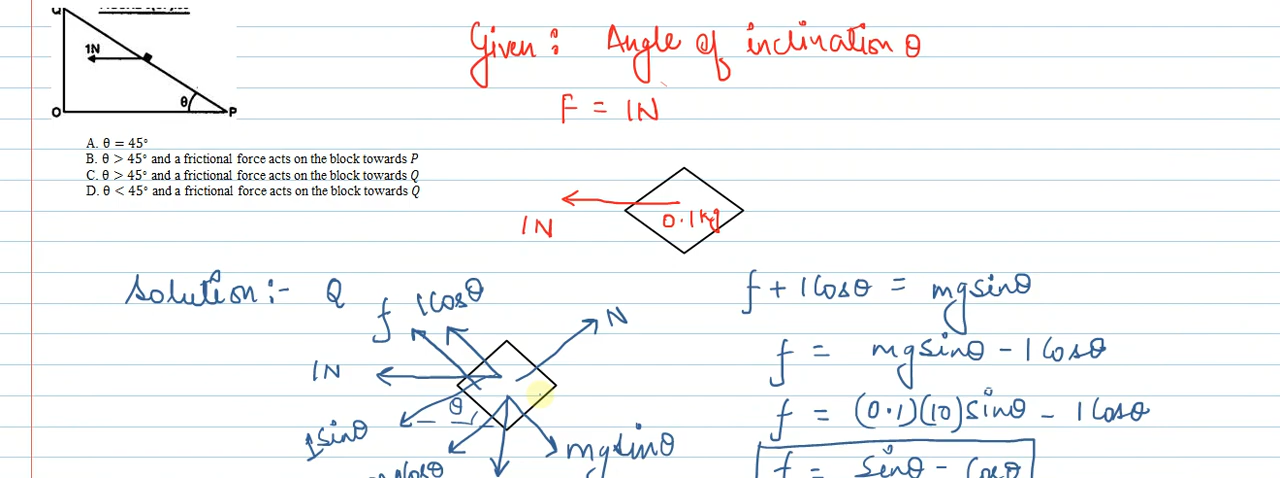 Q
1N
θ
O
P
A. θ = 45°
B. θ > 45° and a frictional force acts on the block towards P
C. θ > 45° and a frictional force acts on the block towards Q
D. θ < 45° and a frictional force acts on the block towards Q
Given : Angle of inclination θ
F = 1N
1N
0.1kg
Solution :- Q
f 1Cosθ
N
1N
θ
1sinθ
mgsinθ
f + 1Cosθ = mgsinθ
f = mgsinθ - 1Cosθ
f = (0.1)(10)sinθ - 1Cosθ
f = sinθ - Cosθ